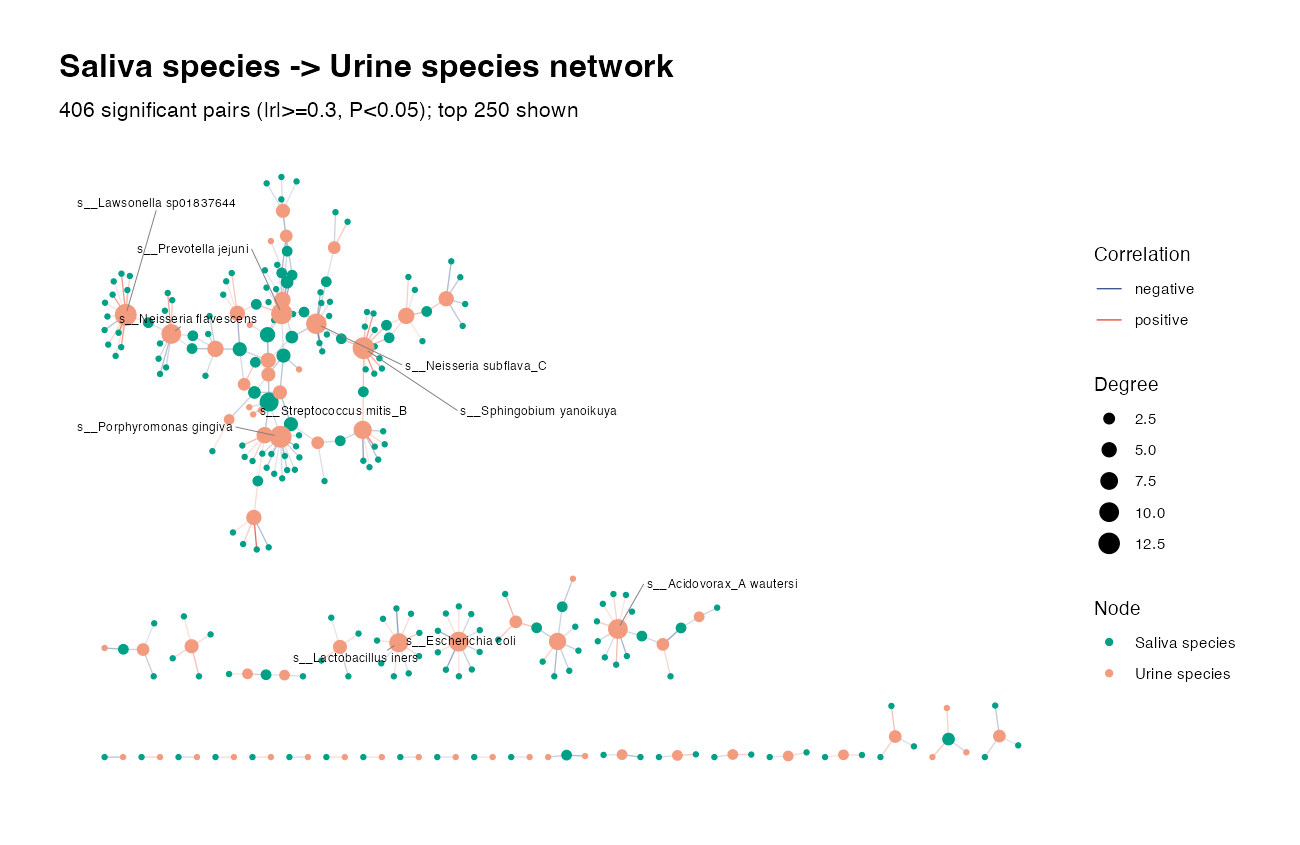 Saliva species -> Urine species network
406 significant pairs (|r|>=0.3, P<0.05); top 250 shown
s__Lawsonella sp01837644
s__Prevotella jejuni
s__Neisseria flavescens
s__Neisseria subflava_C
s__Streptococcus mitis_B
s__Sphingobium yanoikuya
s__Porphyromonas gingiva
s__Acidovorax_A wautersi
s__Escherichia coli
s__Lactobacillus iners
Correlation
negative
positive
Degree
2.5
5.0
7.5
10.0
12.5
Node
Saliva species
Urine species